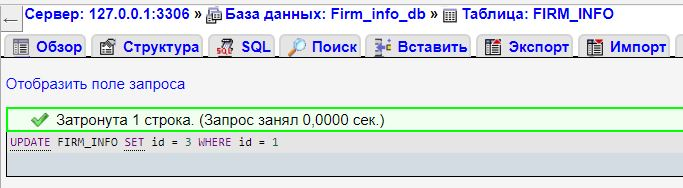 Сервер: 127.0.0.1:3306 » База данных: Firm_info_db » Таблица: FIRM_INFO
Обзор Структура SQL Поиск Вставить Экспорт Импорт
Отобразить поле запроса
Затронута 1 строка. (Запрос занял 0,0000 сек.)
UPDATE FIRM_INFO SET id = 3 WHERE id = 1